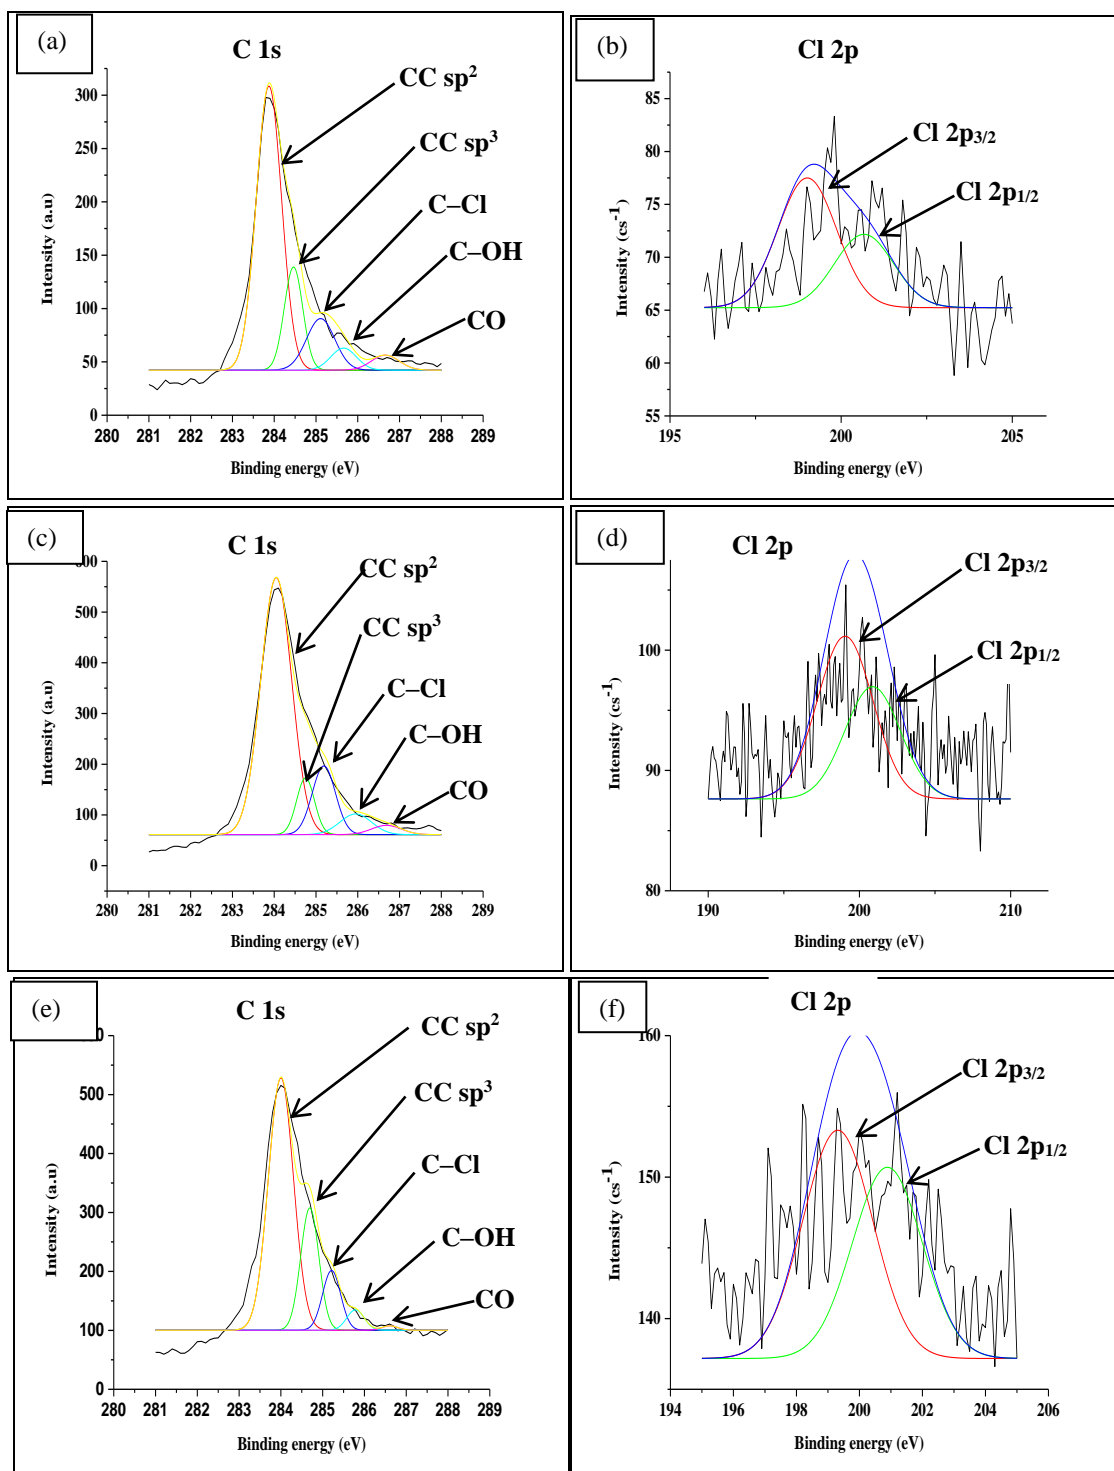 (a)
C 1s
CC sp²
CC sp³
C–Cl
C–OH
CO
Intensity (a.u)
300
250
200
150
100
50
0
280 281 282 283 284 285 286 287 288 289
Binding energy (eV)
(b)
Cl 2p
Cl 2p3/2
Cl 2p1/2
Intensity (cs⁻¹)
85
80
75
70
65
60
55
195 200 205
Binding energy (eV)
(c)
C 1s
CC sp²
CC sp³
C–Cl
C–OH
CO
Intensity (a.u)
600
500
400
300
200
100
0
280 281 282 283 284 285 286 287 288 289
Binding energy (eV)
(d)
Cl 2p
Cl 2p3/2
Cl 2p1/2
Intensity (cs⁻¹)
100
90
80
190 200 210
Binding energy (eV)
(e)
C 1s
CC sp²
CC sp³
C–Cl
C–OH
CO
Intensity (a.u)
500
400
300
200
100
0
280 281 282 283 284 285 286 287 288 289
Binding energy (eV)
(f)
Cl 2p
Cl 2p3/2
Cl 2p1/2
Intensity (cs⁻¹)
160
150
140
194 196 198 200 202 204 206
Binding energy (eV)